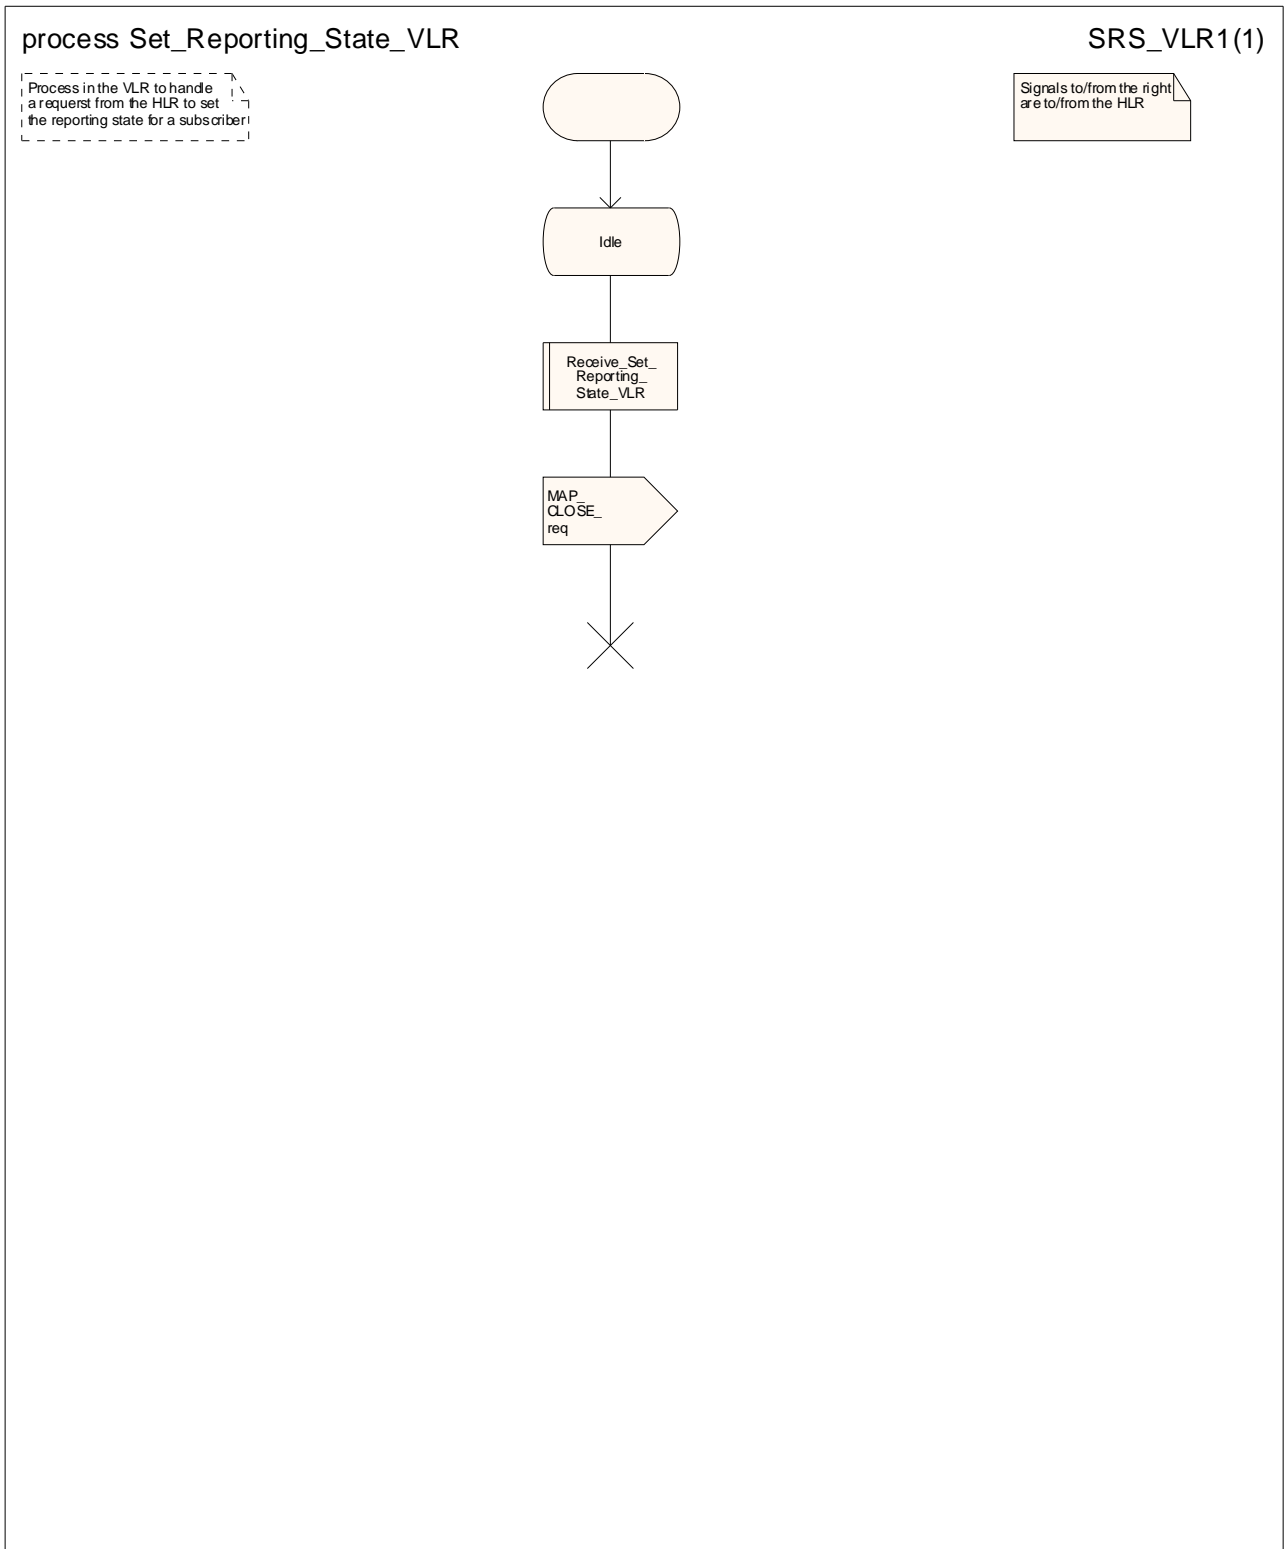 process Set_Reporting_State_VLR
SRS_VLR1(1)
Process in the VLR to handle
a requerst from the HLR to set
the reporting state for a subscriber
Signals to/from the right
are to/from the HLR
Idle
Receive_Set_
Reporting_
State_VLR
MAP_
CLOSE_
req